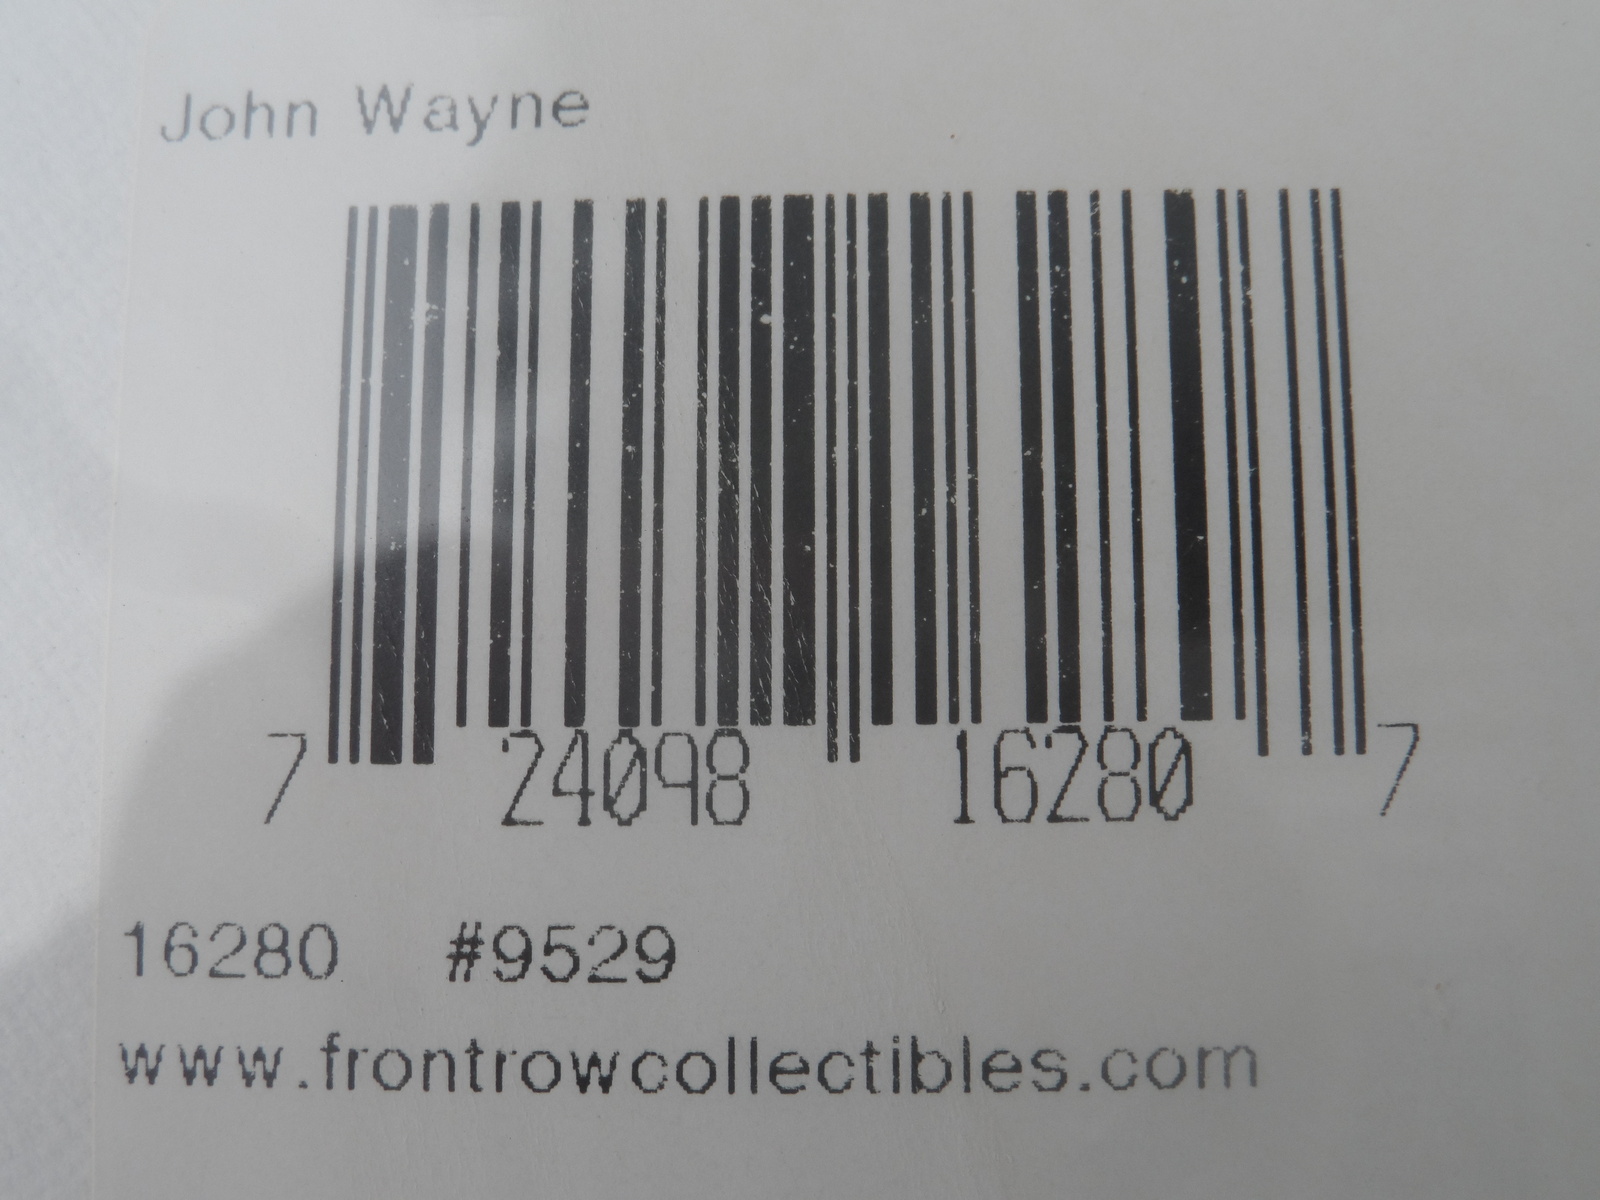 John Wayne
7 24098 16280 7
16280 #9529
www.frontrowcollectibles.com